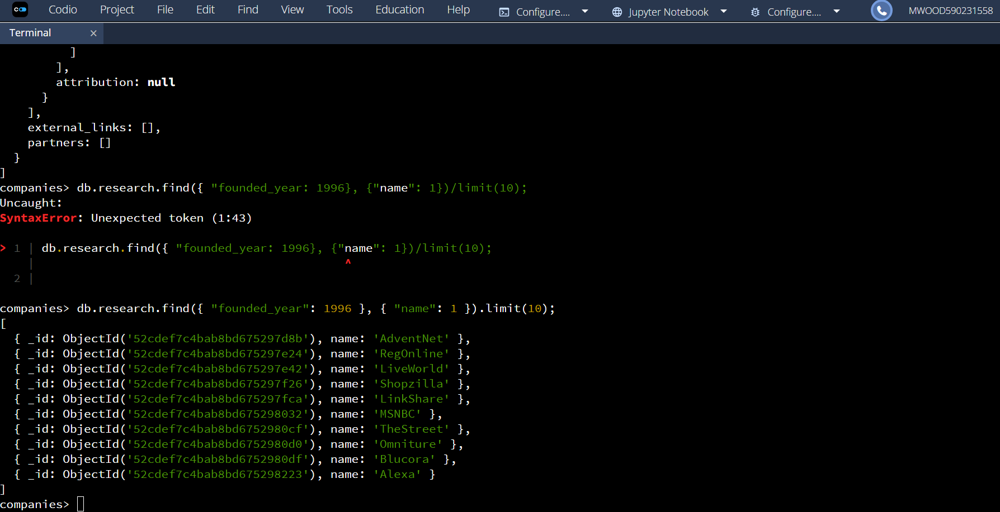 CO Codio Project File Edit Find View Tools Education Help Configure.... Jupyter Notebook Configure.... MWOOD590231558
Terminal ×
]
],
attribution: null
}
],
external_links: [],
partners: []
}
]
companies> db.research.find({ "founded_year: 1996}, {"name": 1})/limit(10);
Uncaught:
SyntaxError: Unexpected token (1:43)
> 1 | db.research.find({ "founded_year: 1996}, {"name": 1})/limit(10);
| ^
2 |
companies> db.research.find({ "founded_year": 1996 }, { "name": 1 }).limit(10);
[
{ _id: ObjectId('52cdef7c4bab8bd675297d8b'), name: 'AdventNet' },
{ _id: ObjectId('52cdef7c4bab8bd675297e24'), name: 'RegOnline' },
{ _id: ObjectId('52cdef7c4bab8bd675297e42'), name: 'LiveWorld' },
{ _id: ObjectId('52cdef7c4bab8bd675297f26'), name: 'Shopzilla' },
{ _id: ObjectId('52cdef7c4bab8bd675297fca'), name: 'LinkShare' },
{ _id: ObjectId('52cdef7c4bab8bd675298032'), name: 'MSNBC' },
{ _id: ObjectId('52cdef7c4bab8bd6752980cf'), name: 'TheStreet' },
{ _id: ObjectId('52cdef7c4bab8bd6752980d0'), name: 'Omniture' },
{ _id: ObjectId('52cdef7c4bab8bd6752980df'), name: 'Blucora' },
{ _id: ObjectId('52cdef7c4bab8bd675298223'), name: 'Alexa' }
]
companies>